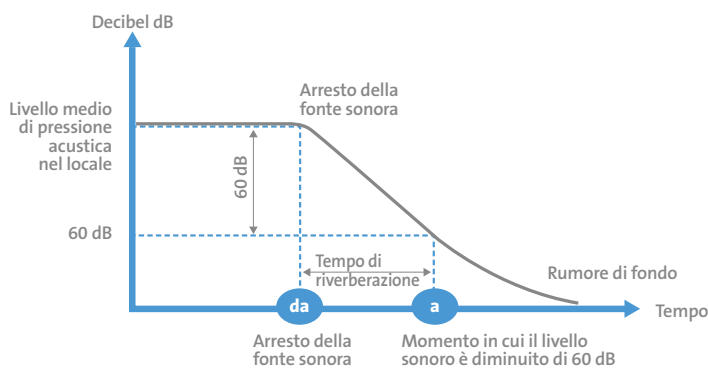 Decibel dB
Arresto della
fonte sonora
Livello medio
di pressione
acustica
nel locale
60 dB
60 dB
Tempo di
riverberazione
Rumore di fondo
da
a
Tempo
Arresto della
fonte sonora
Momento in cui il livello
sonoro è diminuito di 60 dB